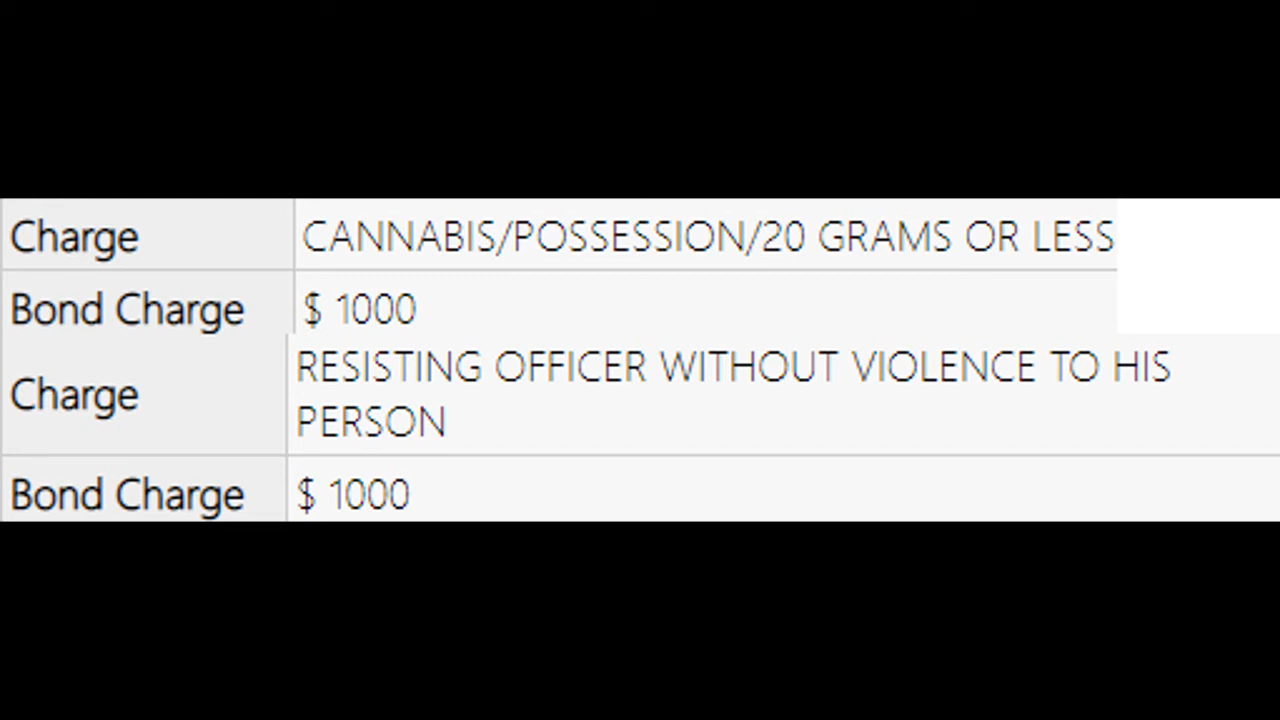 Charge CANNABIS/POSSESSION/20 GRAMS OR LESS
Bond Charge $ 1000
Charge RESISTING OFFICER WITHOUT VIOLENCE TO HIS
PERSON
Bond Charge $ 1000